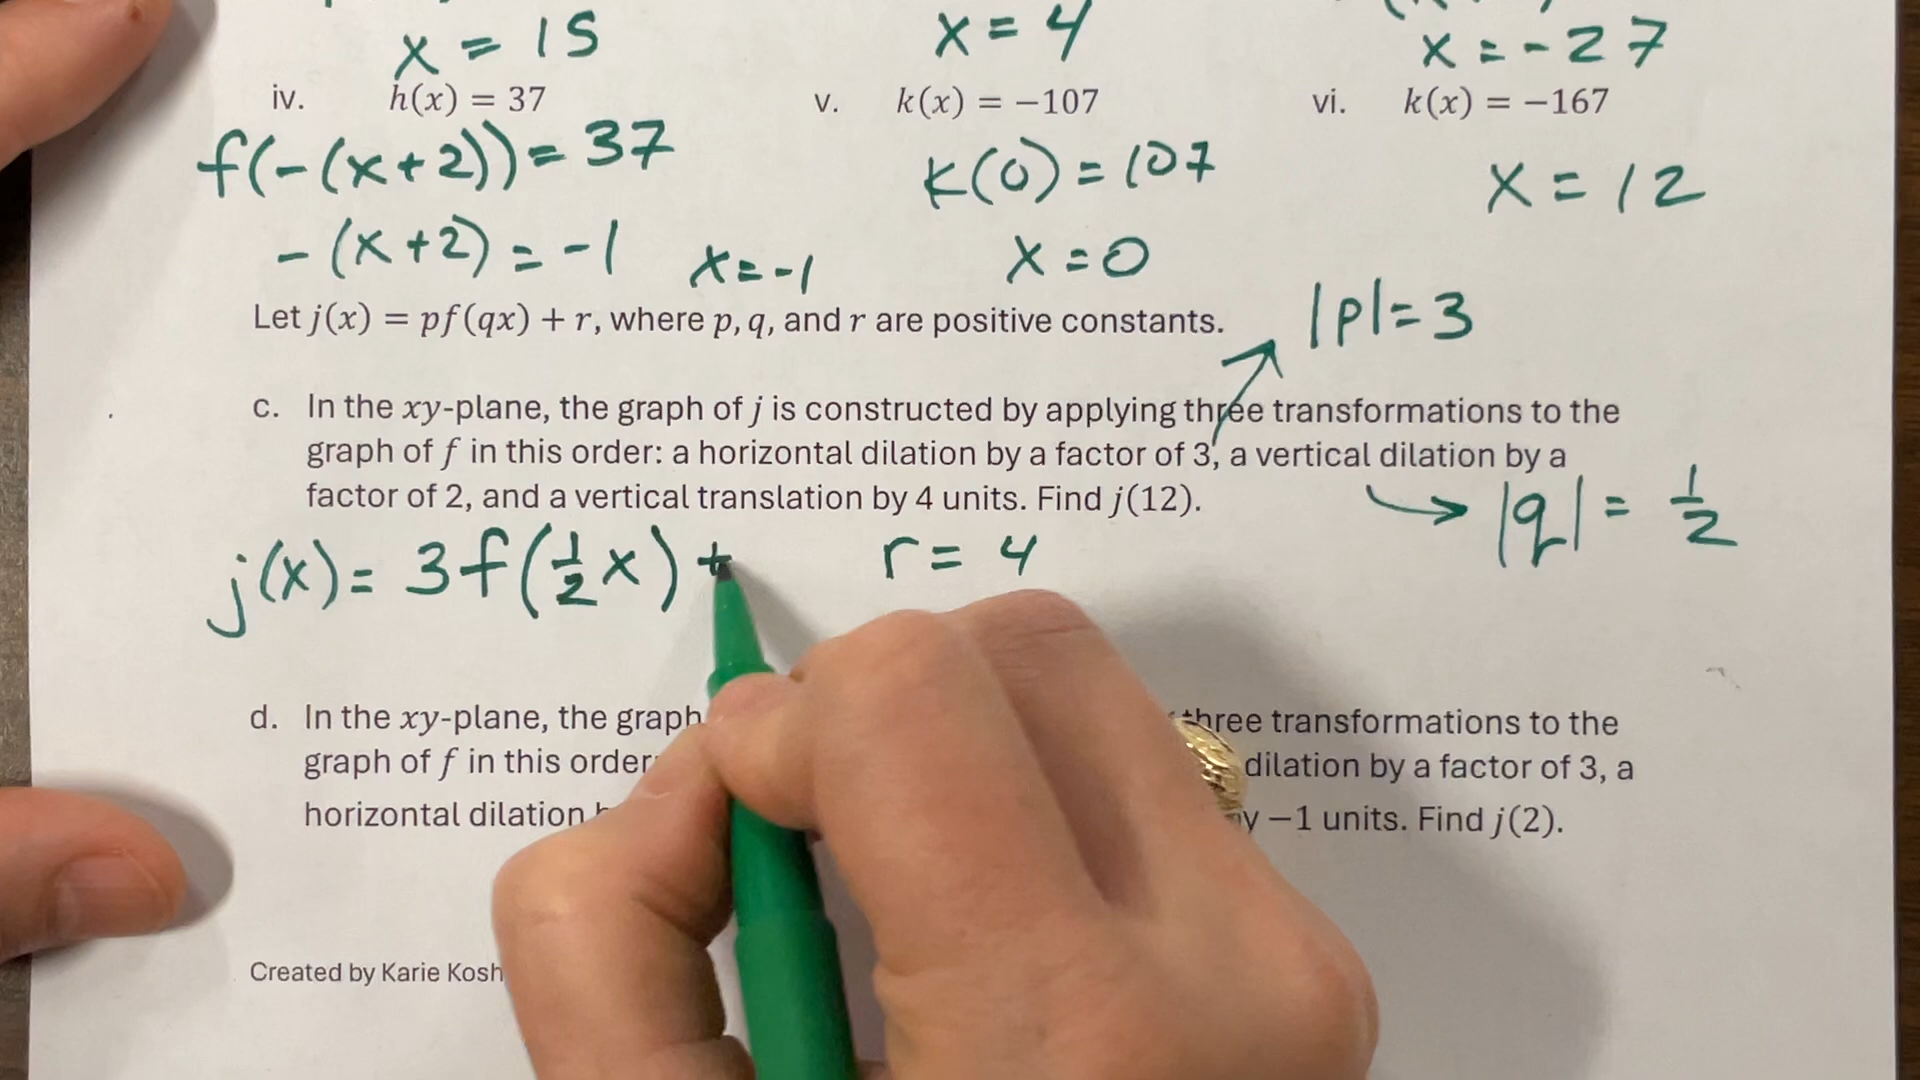 x = 15 x = 4 x = -27
iv. h(x) = 37 v. k(x) = −107 vi. k(x) = −167
f(-(x+2)) = 37 k(0) = 107 x = 12
-(x+2) = -1 x = -1 x = 0
Let j(x) = pf(qx) + r, where p, q, and r are positive constants. |p| = 3
c. In the xy-plane, the graph of j is constructed by applying three transformations to the
graph of f in this order: a horizontal dilation by a factor of 3, a vertical dilation by a
factor of 2, and a vertical translation by 4 units. Find j(12). → |q| = 1/2
j(x) = 3f(1/2 x) + r = 4
d. In the xy-plane, the graph three transformations to the
graph of f in this order dilation by a factor of 3, a
horizontal dilation −1 units. Find j(2).
Created by Karie Kosh